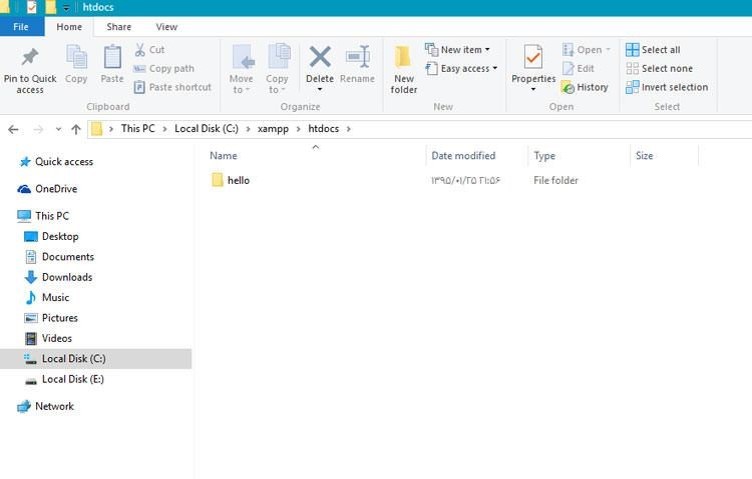 htdocs
File Home Share View
Pin to Quick access
Copy
Paste
Cut
Copy path
Paste shortcut
Clipboard
Move to
Copy to
Delete
Rename
Organize
New folder
New item
Easy access
New
Properties
Open
Edit
History
Open
Select all
Select none
Invert selection
Select
This PC > Local Disk (C:) > xampp > htdocs >
Quick access
OneDrive
This PC
Desktop
Documents
Downloads
Music
Pictures
Videos
Local Disk (C:)
Local Disk (E:)
Network
Name Date modified Type Size
hello ۱۳۹۵/۰۱/۲۵ ۲۱:۵۶ File folder